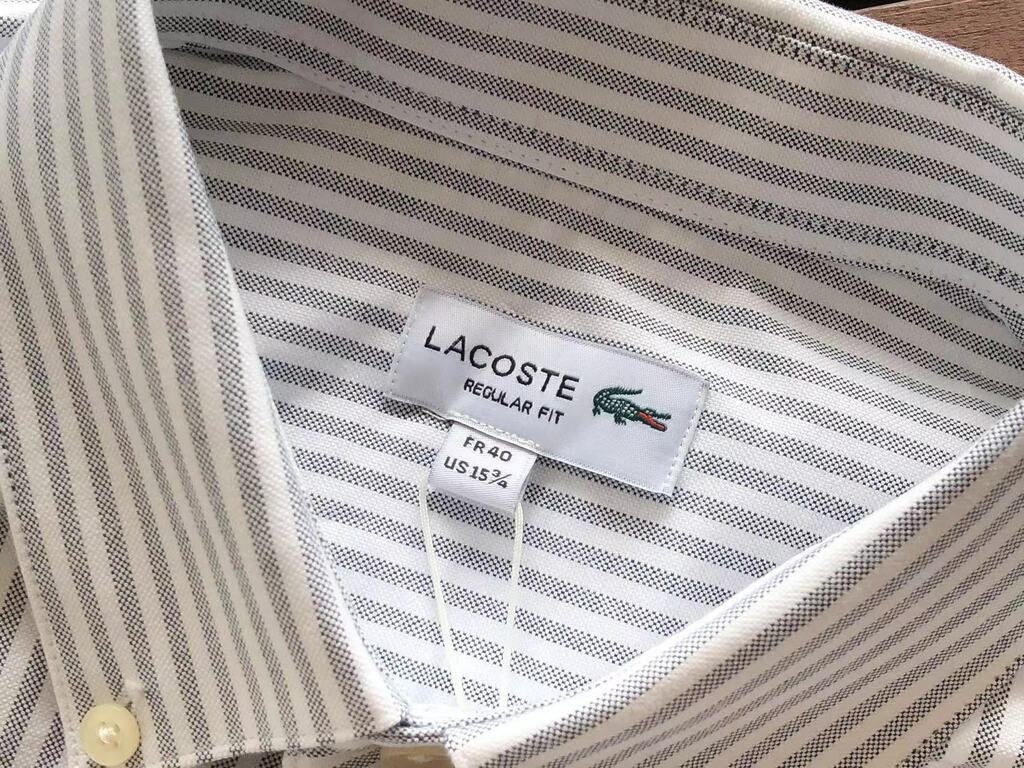 LACOSTE
REGULAR FIT
FR 40
US 15¾